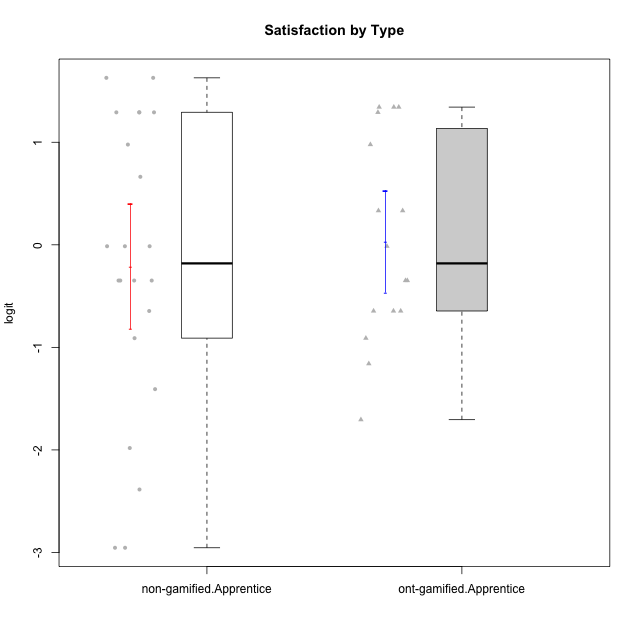 Satisfaction by Type
logit
1
0
-1
-2
-3
non-gamified.Apprentice
ont-gamified.Apprentice